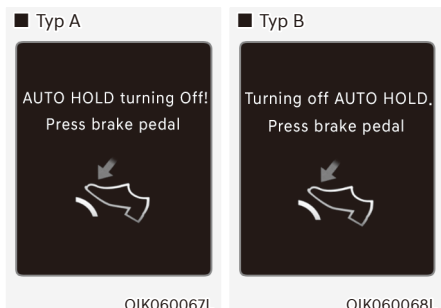 ■ Typ A
AUTO HOLD turning Off!
Press brake pedal
OIK060067L
■ Typ B
Turning off AUTO HOLD.
Press brake pedal
OIK060068L